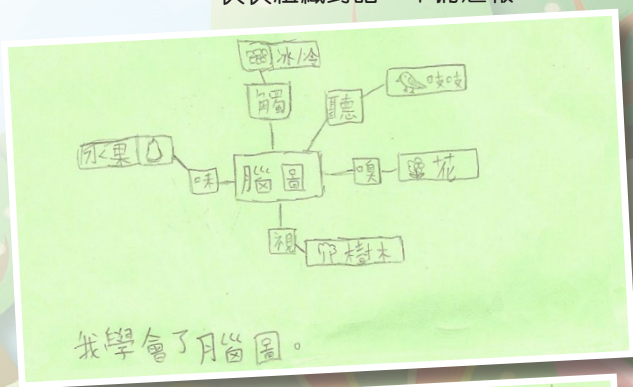 冰/冷
觸
聽
吱吱
水果
味
腦圖
嗅
花
視
樹木
我學會了腦圖。